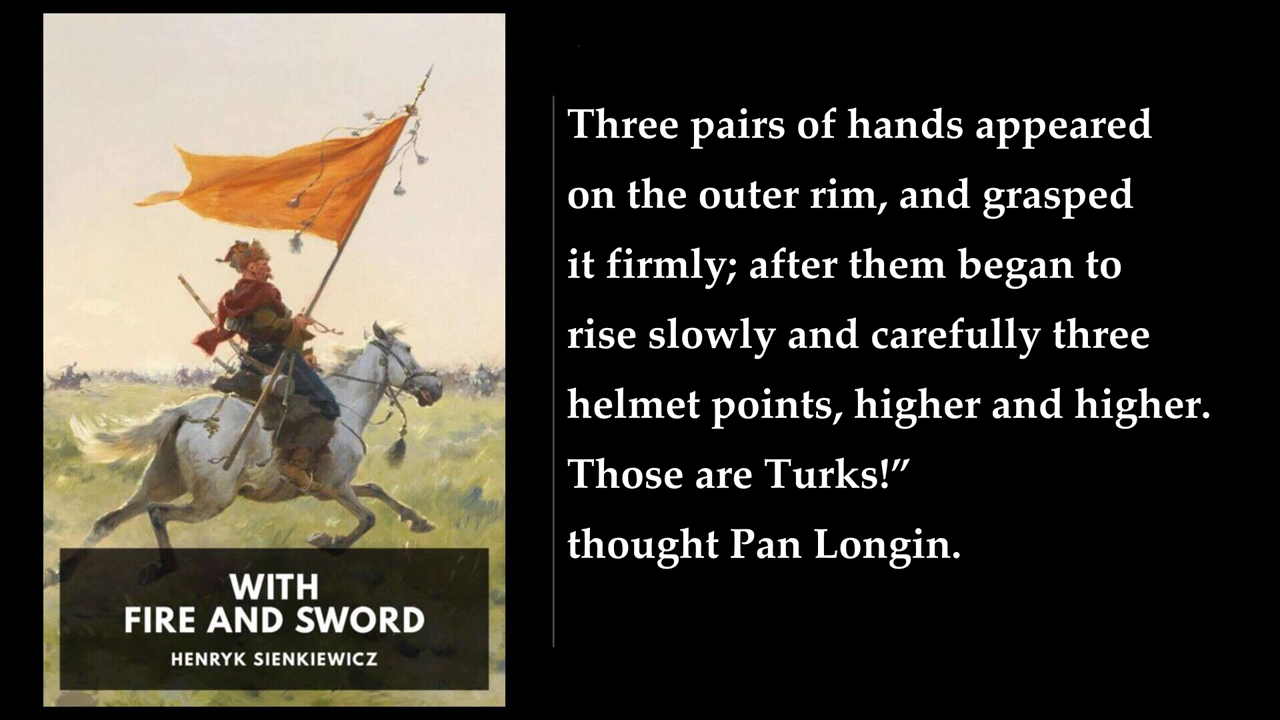 WITH
FIRE AND SWORD
HENRYK SIENKIEWICZ
Three pairs of hands appeared
on the outer rim, and grasped
it firmly; after them began to
rise slowly and carefully three
helmet points, higher and higher.
Those are Turks!”
thought Pan Longin.